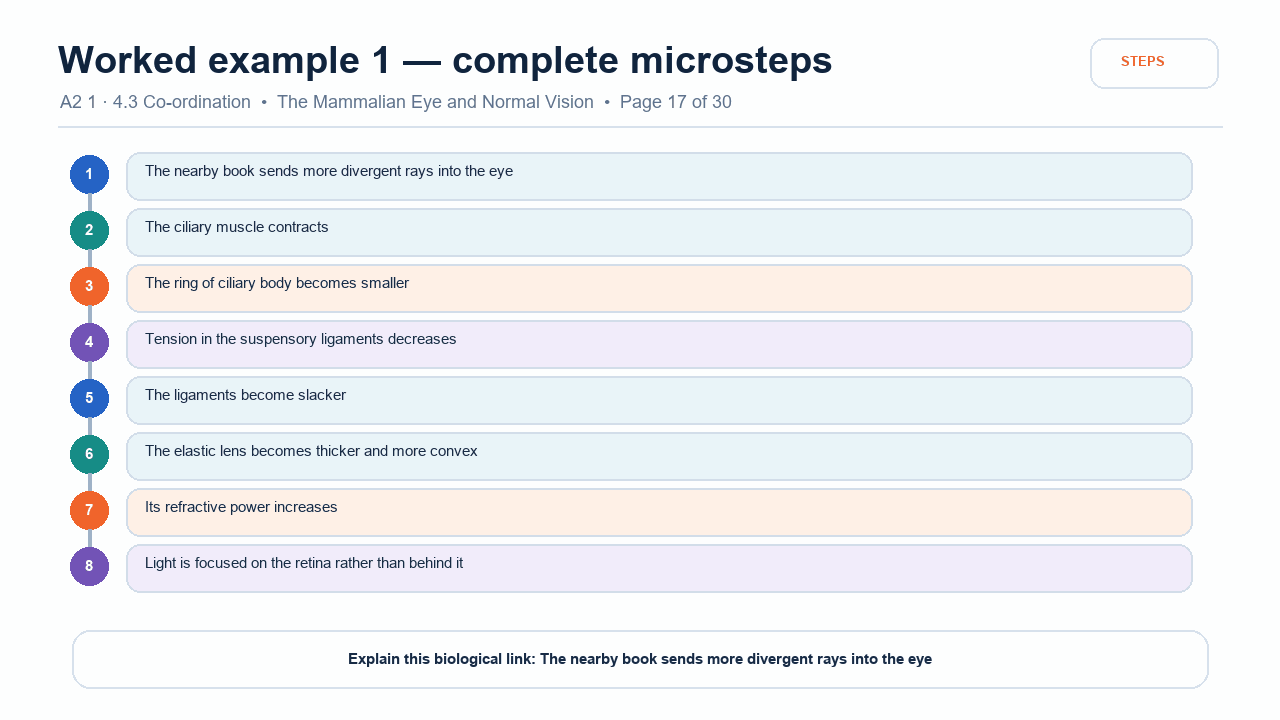 Worked example 1 — complete microsteps
STEPS
A2 1 · 4.3 Co-ordination • The Mammalian Eye and Normal Vision • Page 17 of 30
1 The nearby book sends more divergent rays into the eye
2 The ciliary muscle contracts
3 The ring of ciliary body becomes smaller
4 Tension in the suspensory ligaments decreases
5 The ligaments become slacker
6 The elastic lens becomes thicker and more convex
7 Its refractive power increases
8 Light is focused on the retina rather than behind it
Explain this biological link: The nearby book sends more divergent rays into the eye